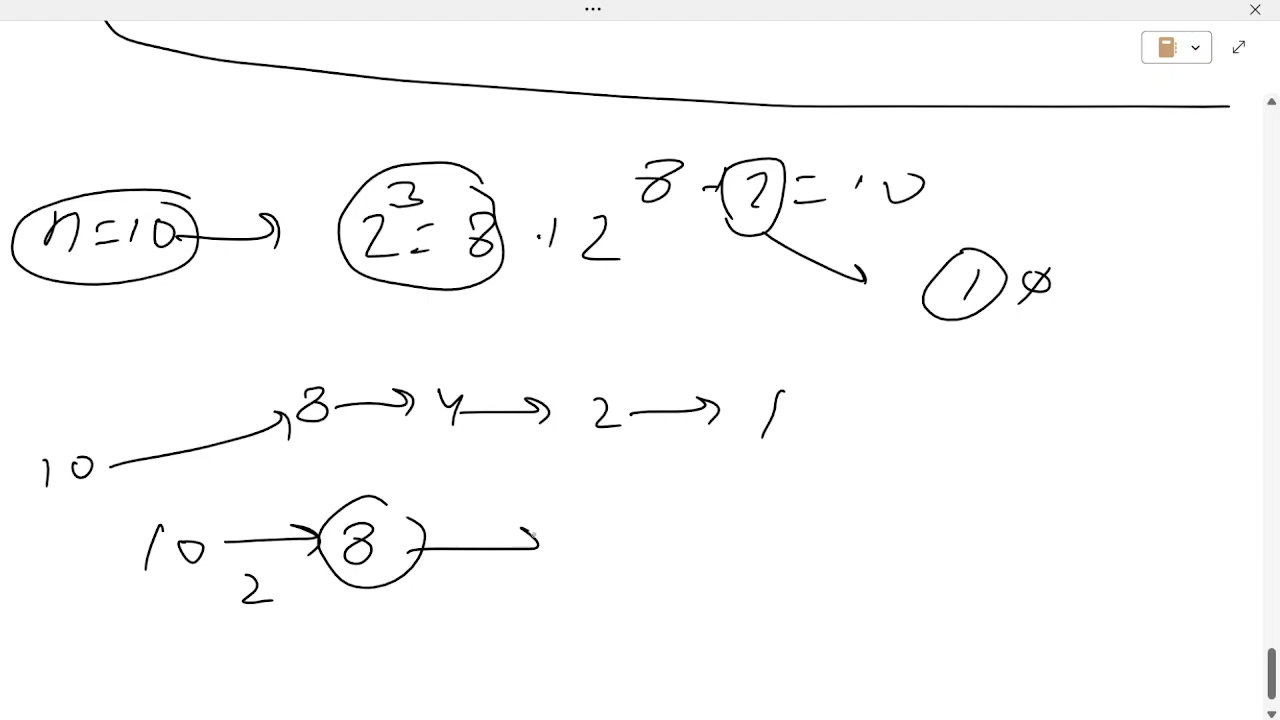 8 + 2 = 10
n = 10 → 2³ = 8 + 2
1 0
10 → 8 → 4 → 2 → 1
10 → 8 →
2